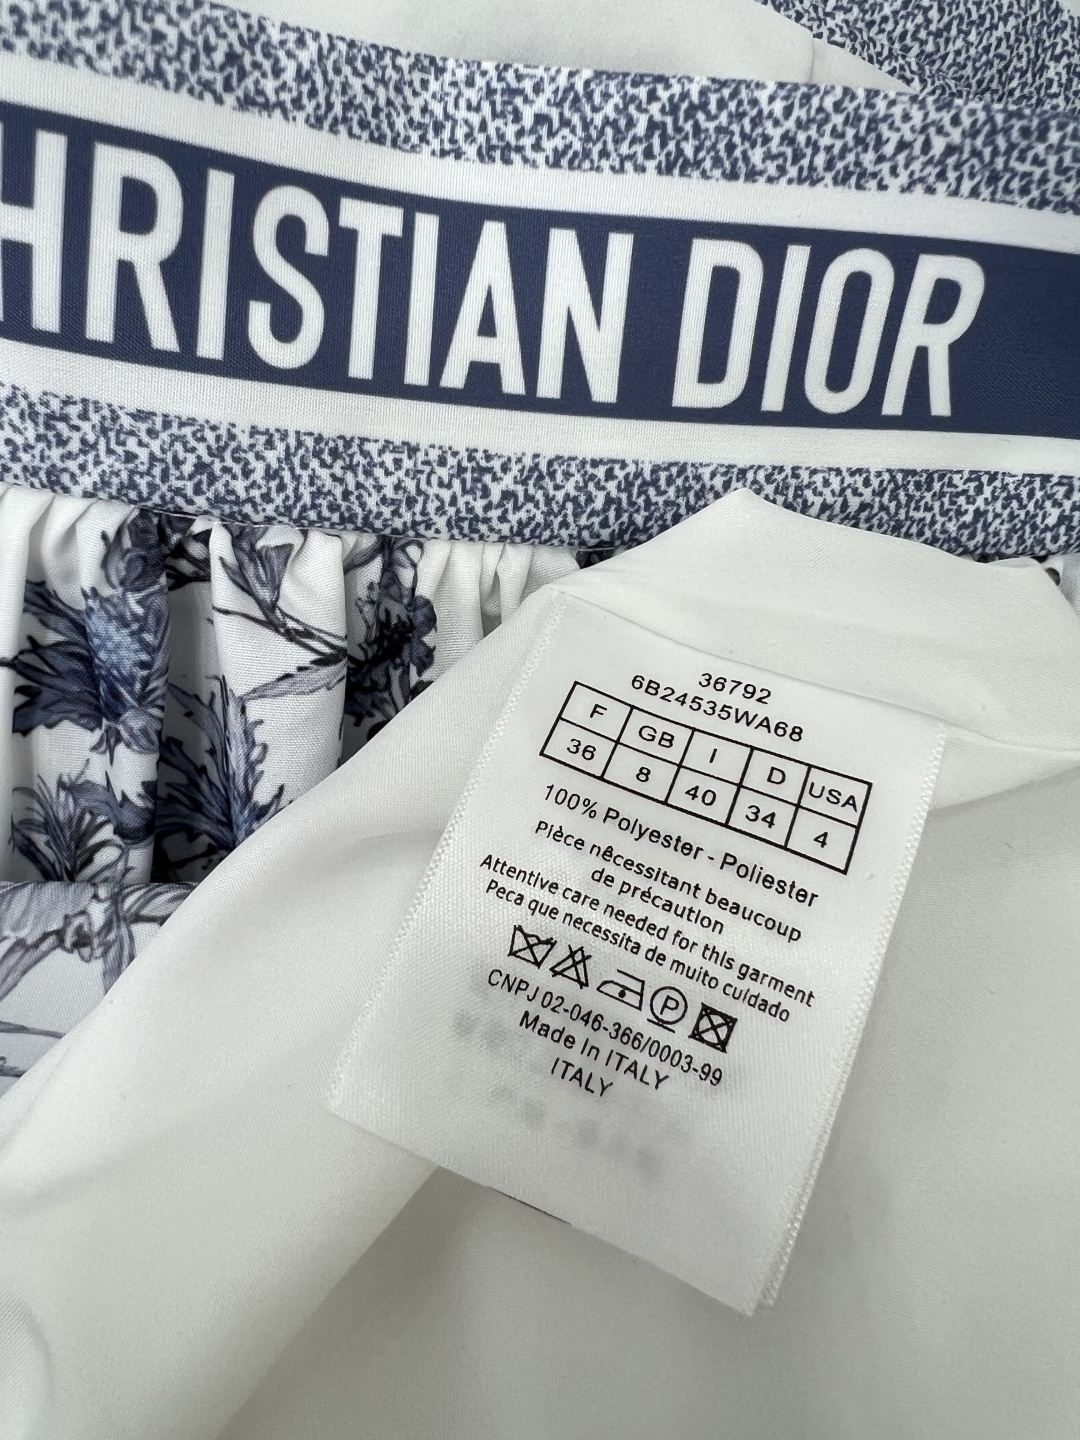 HRISTIAN DIOR
36792
6B24535WA68
F GB I D USA
36 8 40 34 4
100% Polyester - Poliester
Pièce nêcessitant beaucoup
de précaution
Attentive care needed for this garment
Peca que necessita de muito cuidado
P
CNPJ 02-046-366/0003-99
Made In ITALY
ITALY